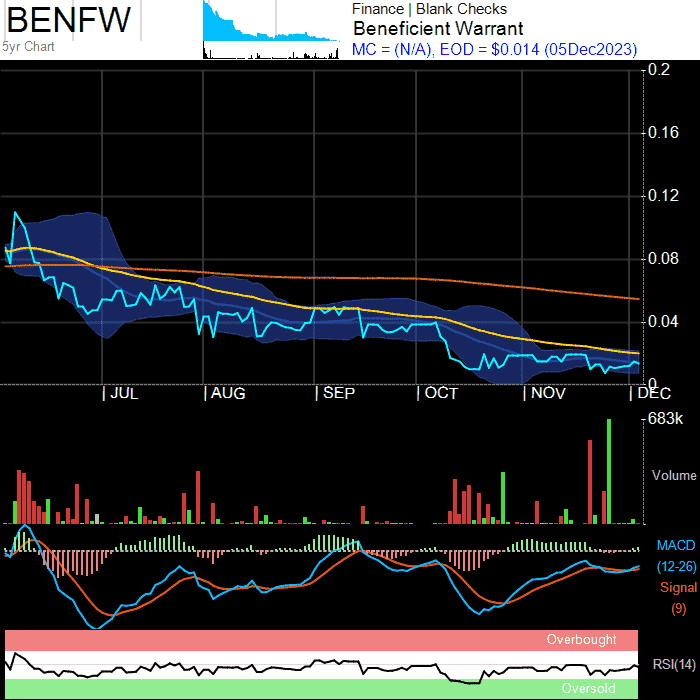 BENFW
5yr Chart
Finance | Blank Checks
Beneficient Warrant
MC = (N/A), EOD = $0.014 (05Dec2023)
0.2
0.16
0.12
0.08
0.04
0
JUL
AUG
SEP
OCT
NOV
DEC
683k
Volume
MACD
(12-26)
Signal
(9)
Overbought
RSI(14)
Oversold